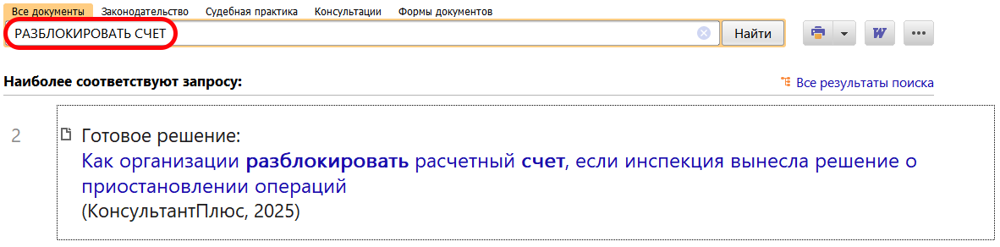 Все документы Законодательство Судебная практика Консультации Формы документов
РАЗБЛОКИРОВАТЬ СЧЕТ Найти W
Наиболее соответствуют запросу: Все результаты поиска
2 Готовое решение:
Как организации разблокировать расчетный счет, если инспекция вынесла решение о
приостановлении операций
(КонсультантПлюс, 2025)